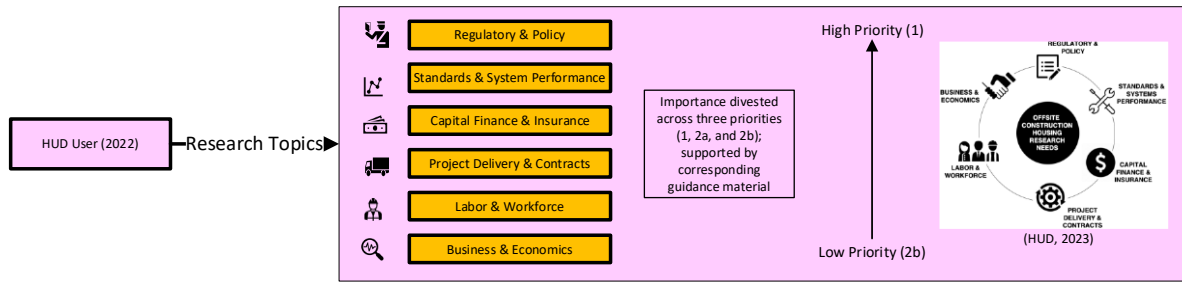 HUD User (2022)
Research Topics
Regulatory & Policy
Standards & System Performance
Capital Finance & Insurance
Project Delivery & Contracts
Labor & Workforce
Business & Economics
Importance divested
across three priorities
(1, 2a, and 2b);
supported by
corresponding
guidance material
High Priority (1)
Low Priority (2b)
REGULATORY &
POLICY
BUSINESS &
ECONOMICS
STANDARDS &
SYSTEMS
PERFORMANCE
OFFSITE
CONSTRUCTION
HOUSING
RESEARCH
NEEDS
LABOR &
WORKFORCE
$
CAPITAL
FINANCE &
INSURANCE
PROJECT
DELIVERY &
CONTRACTS
(HUD, 2023)